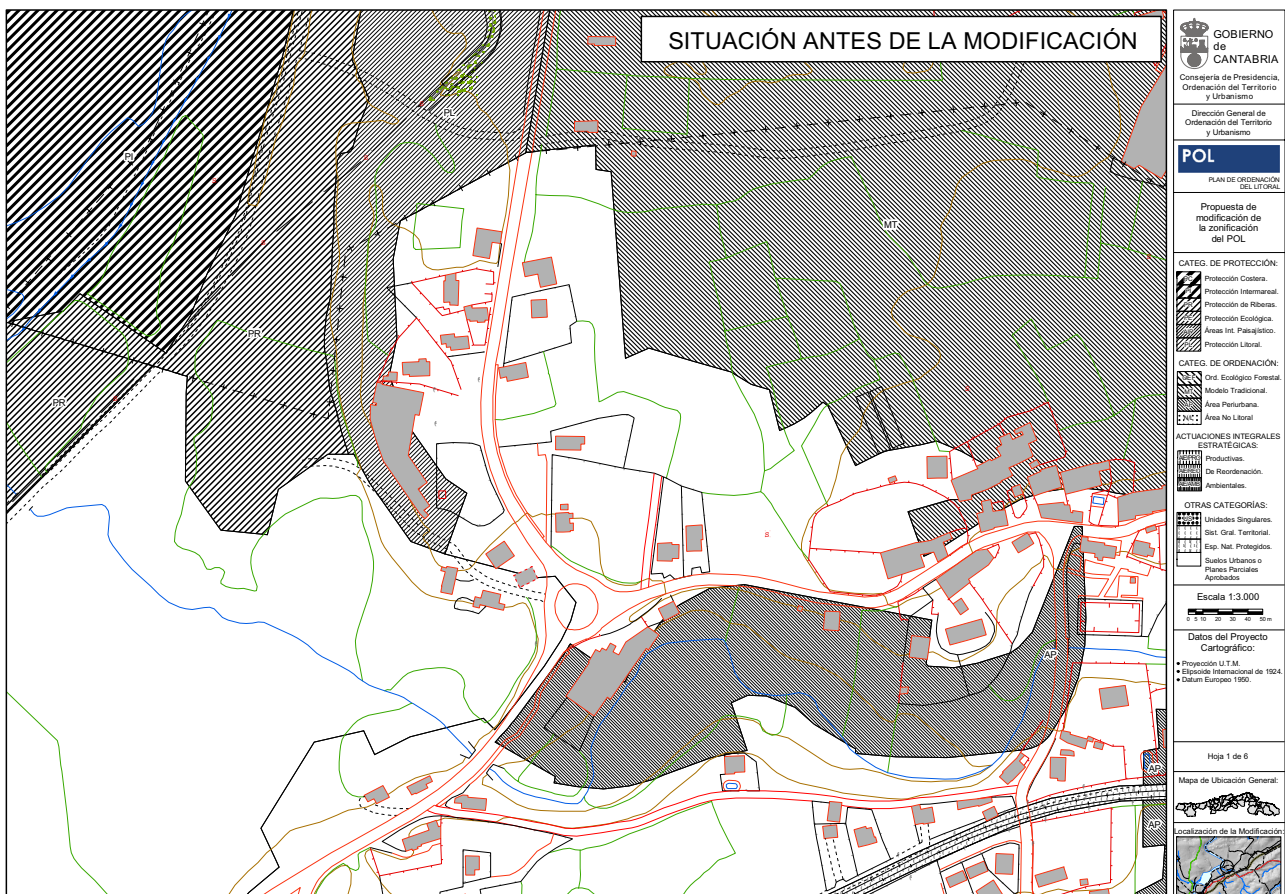 SITUACIÓN ANTES DE LA MODIFICACIÓN
PI
PL
MT
PR
PR
S
AP
AP
AP
GOBIERNO
de
CANTABRIA
Consejería de Presidencia,
Ordenación del Territorio
y Urbanismo
Dirección General de
Ordenación del Territorio
y Urbanismo
POL
PLAN DE ORDENACIÓN
DEL LITORAL
Propuesta de
modificación de
la zonificación
del POL
CATEG. DE PROTECCIÓN:
Protección Costera.
Protección Intermareal.
Protección de Riberas.
Protección Ecológica.
Áreas Int. Paisajístico.
Protección Litoral.
CATEG. DE ORDENACIÓN:
Ord. Ecológico Forestal.
Modelo Tradicional.
Área Periurbana.
Área No Litoral
ACTUACIONES INTEGRALES
ESTRATÉGICAS:
Productivas.
De Reordenación.
Ambientales.
OTRAS CATEGORÍAS:
Unidades Singulares.
Sist. Gral. Territorial.
Esp. Nat. Protegidos.
Suelos Urbanos o
Planes Parciales
Aprobados
Escala 1:3.000
0 5 10 20 30 40 50 m
Datos del Proyecto
Cartográfico:
• Proyección U.T.M.
• Elipsoide Internacional de 1924.
• Datum Europeo 1950.
Hoja 1 de 6
Mapa de Ubicación General:
Localización de la Modificación: